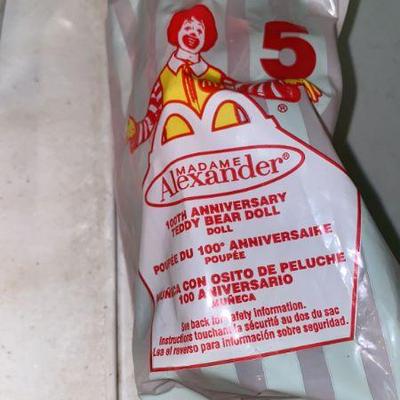 5
®
MADAME
Alexander®
100TH ANNIVERSARY
TEDDY BEAR DOLL
DOLL
POUPÉE DU 100e ANNIVERSAIRE
POUPÉE
MUÑECA CON OSITO DE PELUCHE
100 ANIVERSARIO
MUÑECA
See back for safety information.
Instructions touchant la sécurité au dos du sac
Lea el reverso para información sobre seguridad.